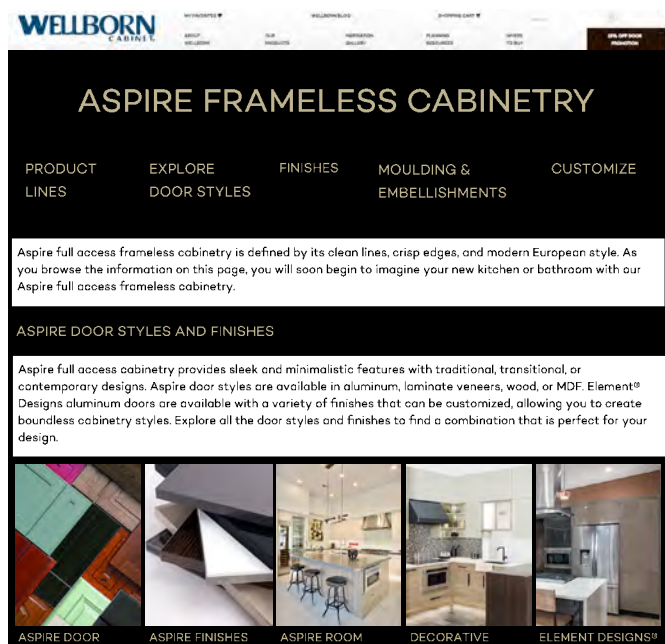 WELLBORN
CABINET
MY FAVORITES
WELLBORN BLOG
SHOPPING CART
ABOUT
WELLBORN
OUR
PRODUCTS
INSPIRATION
GALLERY
PLANNING
RESOURCES
WHERE
TO BUY
15% OFF DOOR
PROMOTION
ASPIRE FRAMELESS CABINETRY
PRODUCT
LINES
EXPLORE
DOOR STYLES
FINISHES
MOULDING &
EMBELLISHMENTS
CUSTOMIZE
Aspire full access frameless cabinetry is defined by its clean lines, crisp edges, and modern European style. As
you browse the information on this page, you will soon begin to imagine your new kitchen or bathroom with our
Aspire full access frameless cabinetry.
ASPIRE DOOR STYLES AND FINISHES
Aspire full access cabinetry provides sleek and minimalistic features with traditional, transitional, or
contemporary designs. Aspire door styles are available in aluminum, laminate veneers, wood, or MDF. Element®
Designs aluminum doors are available with a variety of finishes that can be customized, allowing you to create
boundless cabinetry styles. Explore all the door styles and finishes to find a combination that is perfect for your
design.
ASPIRE DOOR
ASPIRE FINISHES
ASPIRE ROOM
DECORATIVE
ELEMENT DESIGNS®